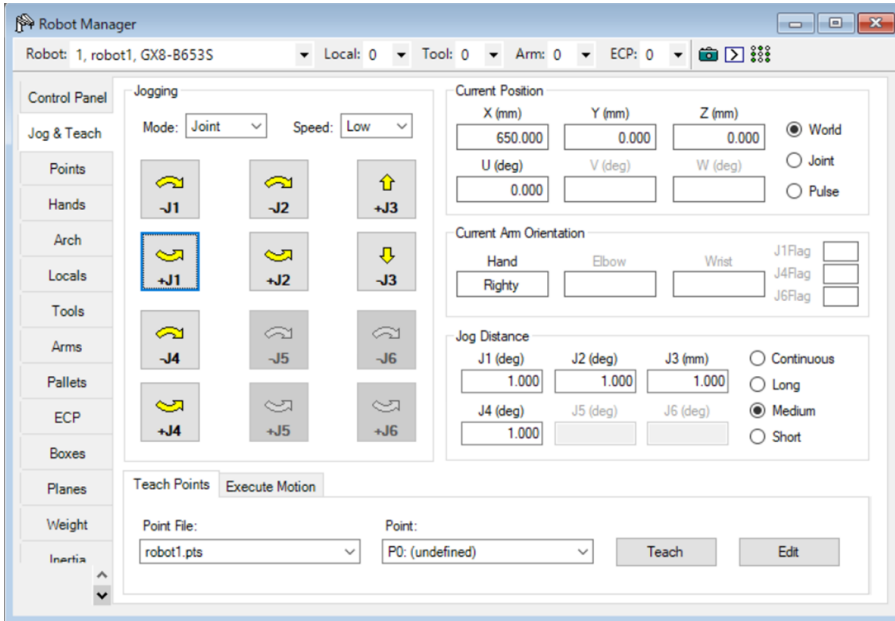 Robot Manager
Robot: 1, robot1, GX8-B653S Local: 0 Tool: 0 Arm: 0 ECP: 0
Control Panel
Jog & Teach
Points
Hands
Arch
Locals
Tools
Arms
Pallets
ECP
Boxes
Planes
Weight
Inertia
Jogging
Mode: Joint Speed: Low
-J1 -J2 +J3
+J1 +J2 -J3
-J4 -J5 -J6
+J4 +J5 +J6
Current Position
X (mm) Y (mm) Z (mm)
650.000 0.000 0.000
U (deg) V (deg) W (deg)
0.000
World
Joint
Pulse
Current Arm Orientation
Hand Elbow Wrist
Righty
J1Flag
J4Flag
J6Flag
Jog Distance
J1 (deg) J2 (deg) J3 (mm)
1.000 1.000 1.000
J4 (deg) J5 (deg) J6 (deg)
1.000
Continuous
Long
Medium
Short
Teach Points Execute Motion
Point File: Point:
robot1.pts P0: (undefined) Teach Edit